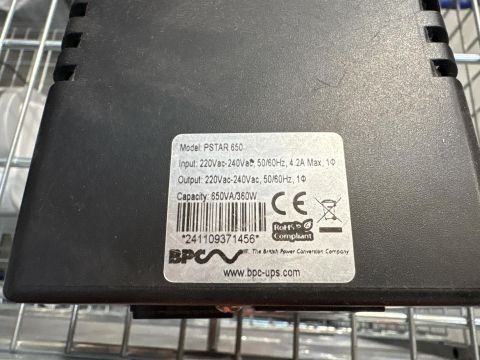 Model: PSTAR 650
Input: 220Vac-240Vac, 50/60Hz, 4.2A Max, 1Φ
Output: 220Vac-240Vac, 50/60Hz, 1Φ
Capacity: 650VA/360W
CE
RoHS
Compliant
*241109371456*
BPC
The British Power Conversion Company
www.bpc-ups.com